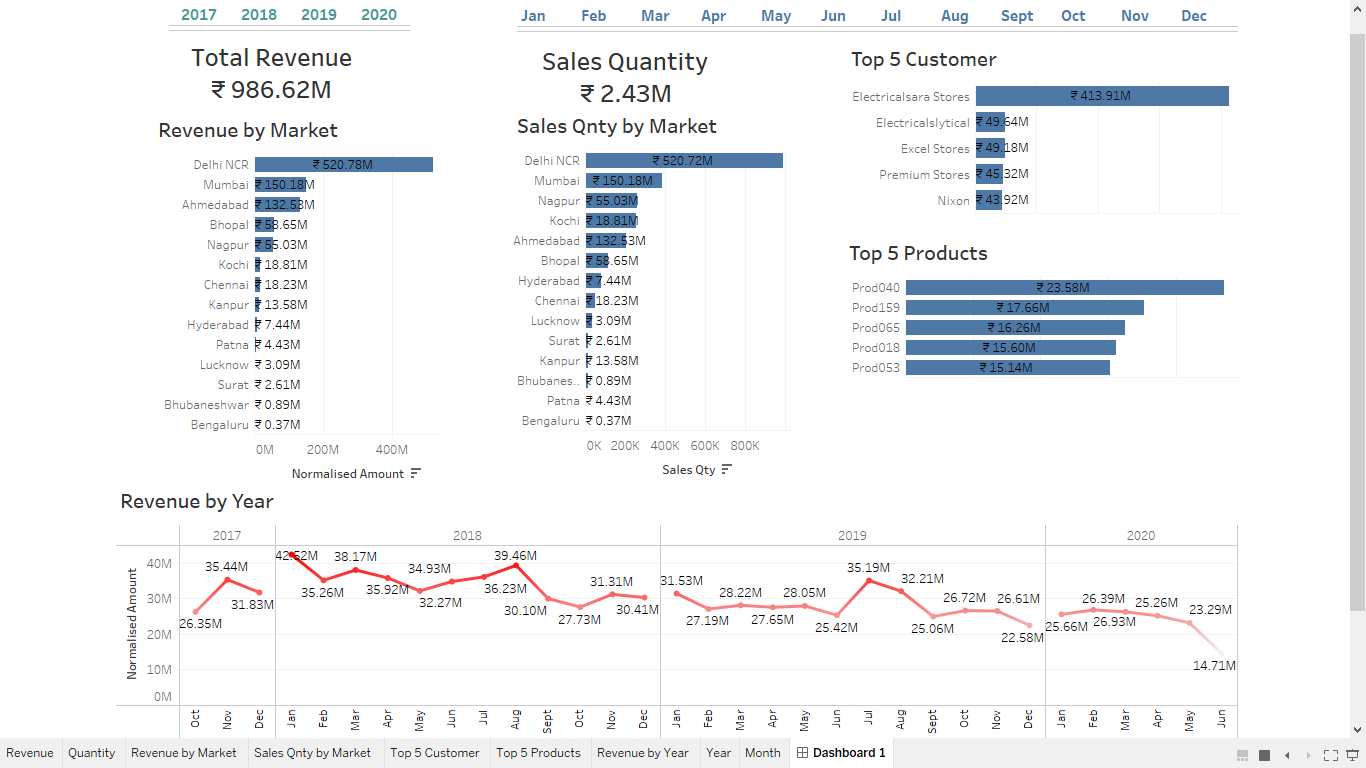 2017 2018 2019 2020
Jan Feb Mar Apr May Jun Jul Aug Sept Oct Nov Dec
Total Revenue
₹ 986.62M
Revenue by Market
Delhi NCR ₹ 520.78M
Mumbai ₹ 150.18M
Ahmedabad ₹ 132.53M
Bhopal ₹ 58.65M
Nagpur ₹ 55.03M
Kochi ₹ 18.81M
Chennai ₹ 18.23M
Kanpur ₹ 13.58M
Hyderabad ₹ 7.44M
Patna ₹ 4.43M
Lucknow ₹ 3.09M
Surat ₹ 2.61M
Bhubaneshwar ₹ 0.89M
Bengaluru ₹ 0.37M
0M 200M 400M
Normalised Amount
Sales Quantity
₹ 2.43M
Sales Qnty by Market
Delhi NCR ₹ 520.72M
Mumbai ₹ 150.18M
Nagpur ₹ 55.03M
Kochi ₹ 18.81M
Ahmedabad ₹ 132.53M
Bhopal ₹ 58.65M
Hyderabad ₹ 7.44M
Chennai ₹ 18.23M
Lucknow ₹ 3.09M
Surat ₹ 2.61M
Kanpur ₹ 13.58M
Bhubanes.. ₹ 0.89M
Patna ₹ 4.43M
Bengaluru ₹ 0.37M
0K 200K 400K 600K 800K
Sales Qty
Top 5 Customer
Electricalsara Stores ₹ 413.91M
Electricalslytical ₹ 49.64M
Excel Stores ₹ 49.18M
Premium Stores ₹ 45.32M
Nixon ₹ 43.92M
Top 5 Products
Prod040 ₹ 23.58M
Prod159 ₹ 17.66M
Prod065 ₹ 16.26M
Prod018 ₹ 15.60M
Prod053 ₹ 15.14M
Revenue by Year
2017 2018 2019 2020
Normalised Amount
40M
30M
20M
10M
0M
26.35M 35.44M 31.83M
42.52M 35.26M 38.17M 35.92M 32.27M 34.93M 36.23M 39.46M 30.10M 27.73M 31.31M 30.41M
31.53M 27.19M 28.22M 27.65M 28.05M 25.42M 35.19M 32.21M 25.06M 26.72M 26.61M 22.58M
25.66M 26.39M 26.93M 25.26M 23.29M 14.71M
Oct Nov Dec Jan Feb Mar Apr May Jun Jul Aug Sept Oct Nov Dec Jan Feb Mar Apr May Jun Jul Aug Sept Oct Nov Dec Jan Feb Mar Apr May Jun
Revenue Quantity Revenue by Market Sales Qnty by Market Top 5 Customer Top 5 Products Revenue by Year Year Month Dashboard 1